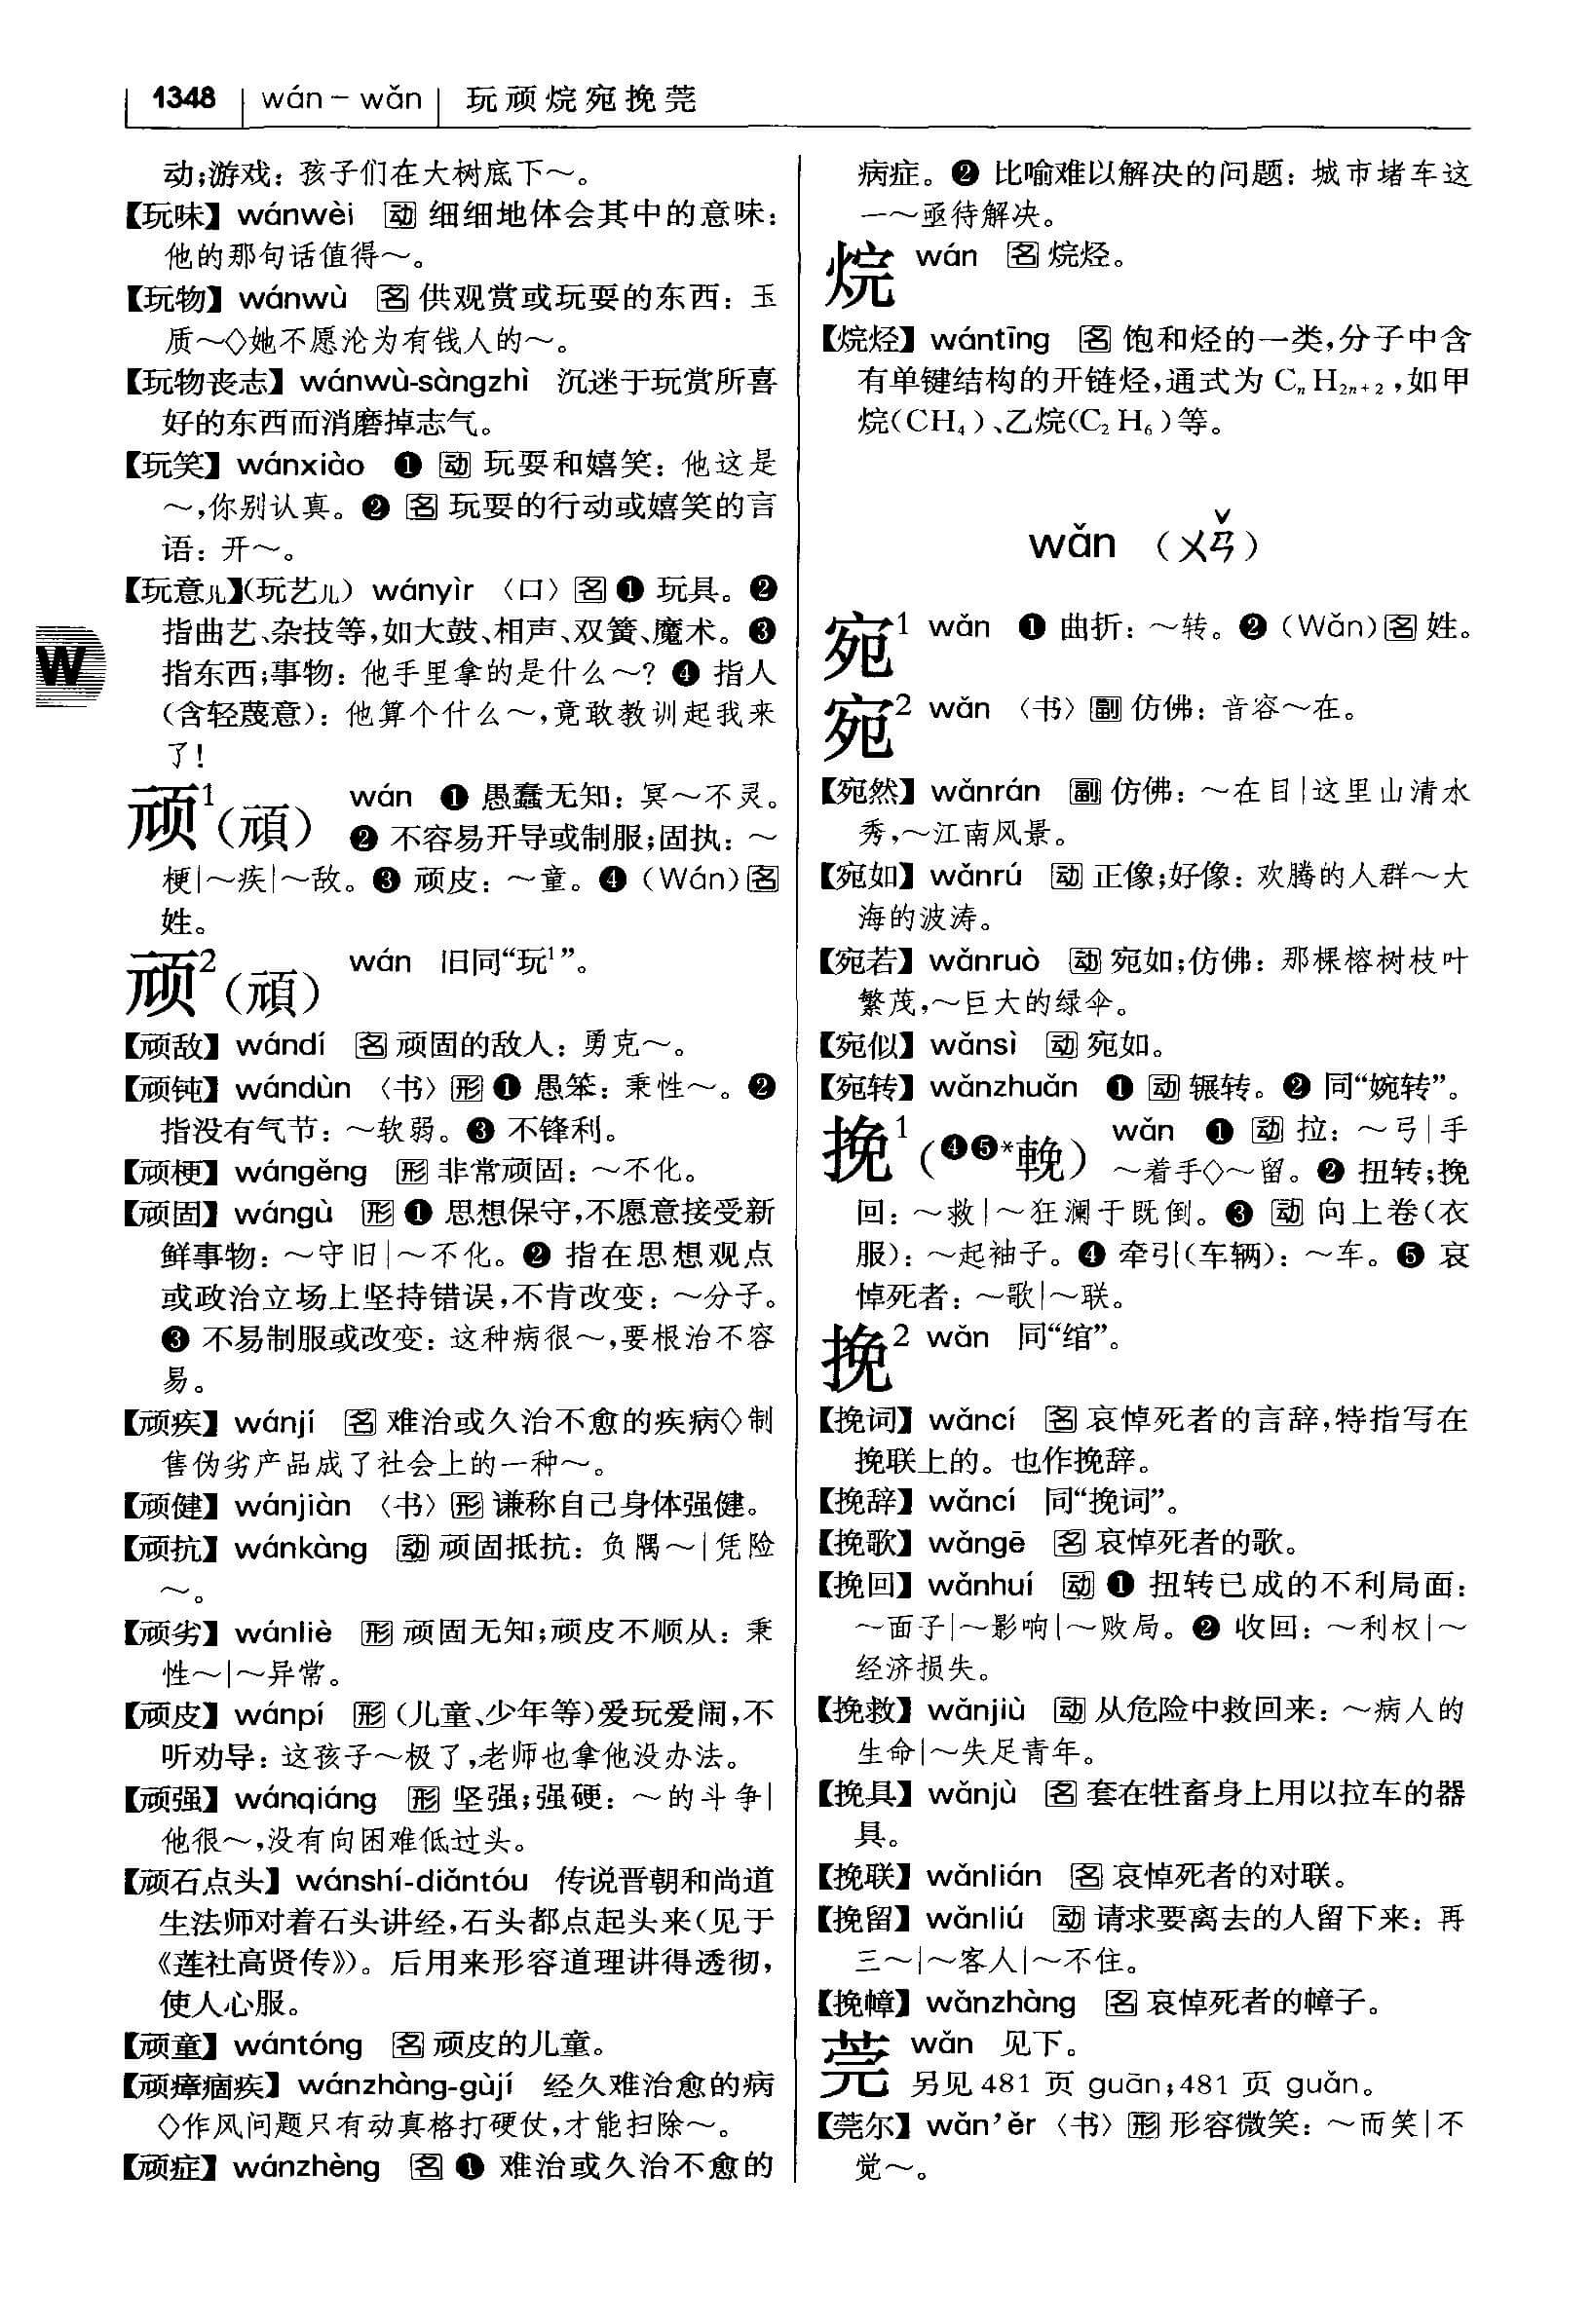 1348 wán－wǎn 玩顽烷宛挽莞
动;游戏：孩子们在大树底下～。
【玩味】 wánwèi 动 细细地体会其中的意味：
他的那句话值得～。
【玩物】 wánwù 名 供观赏或玩耍的东西：玉
质～◇她不愿沦为有钱人的～。
【玩物丧志】 wánwù-sàngzhì 沉迷于玩赏所喜
好的东西而消磨掉志气。
【玩笑】 wánxiào ❶ 动 玩耍和嬉笑：他这是
～,你别认真。❷ 名 玩耍的行动或嬉笑的言
语：开～。
【玩意儿】(玩艺儿) wányìr 〈口〉 名 ❶ 玩具。❷
指曲艺、杂技等,如大鼓、相声、双簧、魔术。❸
指东西;事物：他手里拿的是什么～? ❹ 指人
(含轻蔑意)：他算个什么～,竟敢教训起我来
了!
顽¹(頑) wán ❶ 愚蠢无知：冥～不灵。
❷ 不容易开导或制服;固执：～
梗|～疾|～敌。❸ 顽皮：～童。❹ (Wán) 名
姓。
顽²(頑) wán 旧同“玩¹”。
【顽敌】 wándí 名 顽固的敌人：勇克～。
【顽钝】 wándùn 〈书〉 形 ❶ 愚笨：秉性～。❷
指没有气节：～软弱。❸ 不锋利。
【顽梗】 wángěng 形 非常顽固：～不化。
【顽固】 wángù 形 ❶ 思想保守,不愿意接受新
鲜事物：～守旧|～不化。❷ 指在思想观点
或政治立场上坚持错误,不肯改变：～分子。
❸ 不易制服或改变：这种病很～,要根治不容
易。
【顽疾】 wánjí 名 难治或久治不愈的疾病◇制
售伪劣产品成了社会上的一种～。
【顽健】 wánjiàn 〈书〉 形 谦称自己身体强健。
【顽抗】 wánkàng 动 顽固抵抗：负隅～|凭险
～。
【顽劣】 wánliè 形 顽固无知;顽皮不顺从：秉
性～|～异常。
【顽皮】 wánpí 形 (儿童、少年等)爱玩爱闹,不
听劝导：这孩子～极了,老师也拿他没办法。
【顽强】 wánqiáng 形 坚强;强硬：～的斗争|
他很～,没有向困难低过头。
【顽石点头】 wánshí-diǎntóu 传说晋朝和尚道
生法师对着石头讲经,石头都点起头来(见于
《莲社高贤传》)。后用来形容道理讲得透彻,
使人心服。
【顽童】 wántóng 名 顽皮的儿童。
【顽瘴痼疾】 wánzhàng-gùjí 经久难治愈的病
◇作风问题只有动真格打硬仗,才能扫除～。
【顽症】 wánzhèng 名 ❶ 难治或久治不愈的
病症。❷ 比喻难以解决的问题：城市堵车这
一～亟待解决。
烷 wán 名 烷烃。
【烷烃】 wántīng 名 饱和烃的一类,分子中含
有单键结构的开链烃,通式为 CₙH₂ₙ₊₂,如甲
烷(CH₄)、乙烷(C₂H₆)等。
wǎn (ㄨㄢˇ)
宛¹ wǎn ❶ 曲折：～转。❷ (Wǎn) 名 姓。
宛² wǎn 〈书〉 副 仿佛：音容～在。
【宛然】 wǎnrán 副 仿佛：～在目|这里山清水
秀,～江南风景。
【宛如】 wǎnrú 动 正像;好像：欢腾的人群～大
海的波涛。
【宛若】 wǎnruò 动 宛如;仿佛：那棵榕树枝叶
繁茂,～巨大的绿伞。
【宛似】 wǎnsì 动 宛如。
【宛转】 wǎnzhuǎn ❶ 动 辗转。❷ 同“婉转”。
挽¹(❹❺*輓) wǎn ❶ 动 拉：～弓|手
～着手◇～留。❷ 扭转;挽
回：～救|～狂澜于既倒。❸ 动 向上卷(衣
服)：～起袖子。❹ 牵引(车辆)：～车。❺ 哀
悼死者：～歌|～联。
挽² wǎn 同“绾”。
【挽词】 wǎncí 名 哀悼死者的言辞,特指写在
挽联上的。也作挽辞。
【挽辞】 wǎncí 同“挽词”。
【挽歌】 wǎngē 名 哀悼死者的歌。
【挽回】 wǎnhuí 动 ❶ 扭转已成的不利局面：
～面子|～影响|～败局。❷ 收回：～利权|～
经济损失。
【挽救】 wǎnjiù 动 从危险中救回来：～病人的
生命|～失足青年。
【挽具】 wǎnjù 名 套在牲畜身上用以拉车的器
具。
【挽联】 wǎnlián 名 哀悼死者的对联。
【挽留】 wǎnliú 动 请求要离去的人留下来：再
三～|～客人|～不住。
【挽幛】 wǎnzhàng 名 哀悼死者的幛子。
莞 wǎn 见下。
另见 481 页 guān;481 页 guǎn。
【莞尔】 wǎn'ěr 〈书〉 形 形容微笑：～而笑|不
觉～。
W